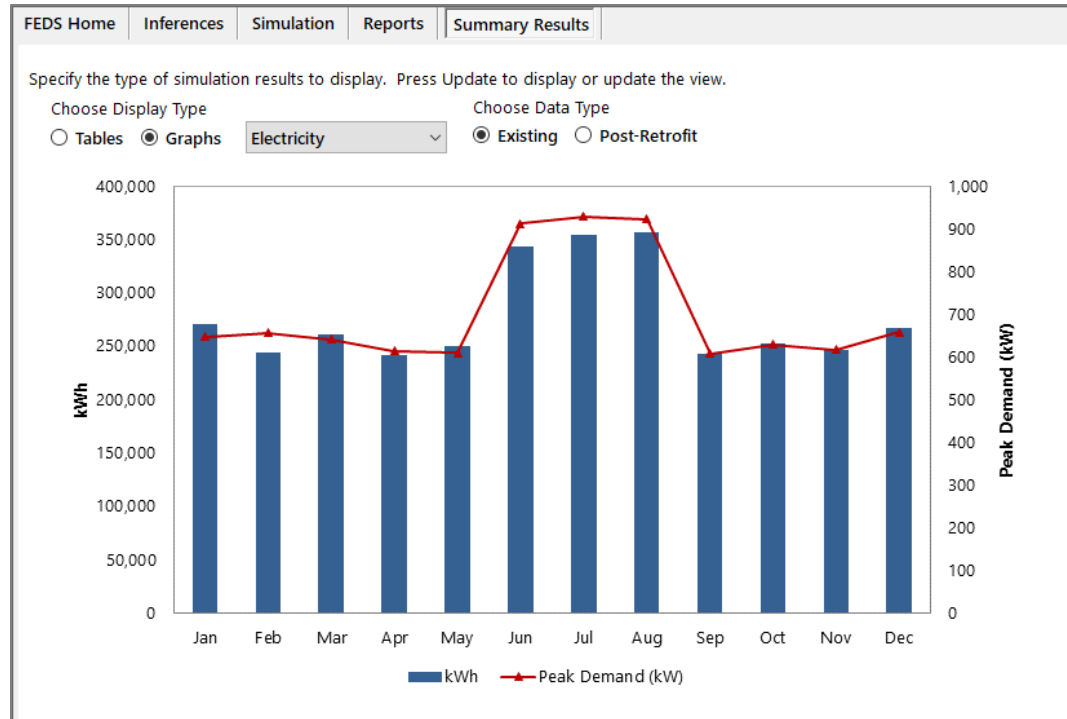 FEDS Home Inferences Simulation Reports Summary Results
Specify the type of simulation results to display. Press Update to display or update the view.
Choose Display Type Choose Data Type
Tables Graphs Electricity Existing Post-Retrofit
400,000 1,000
350,000 900
300,000 800
250,000 700
200,000 600
150,000 500
100,000 400
50,000 300
0 200
100
0
kWh
Peak Demand (kW)
Jan Feb Mar Apr May Jun Jul Aug Sep Oct Nov Dec
kWh Peak Demand (kW)